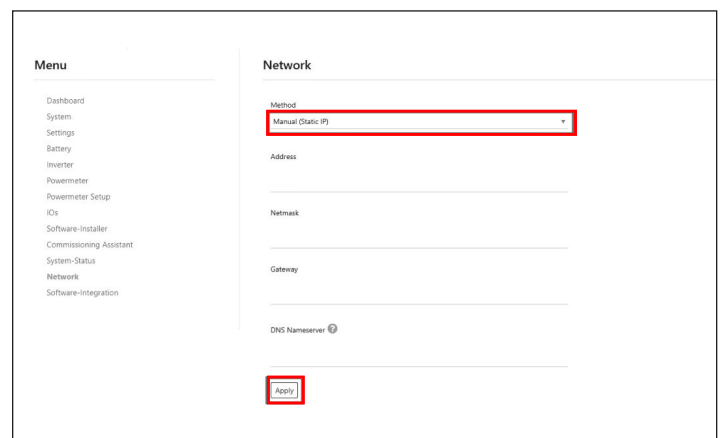 Menu
Dashboard
System
Settings
Battery
Inverter
Powermeter
Powermeter Setup
IOs
Software-Installer
Commissioning Assistant
System-Status
Network
Software-Integration
Network
Method
Manual (Static IP)
Address
Netmask
Gateway
DNS Nameserver ?
Apply